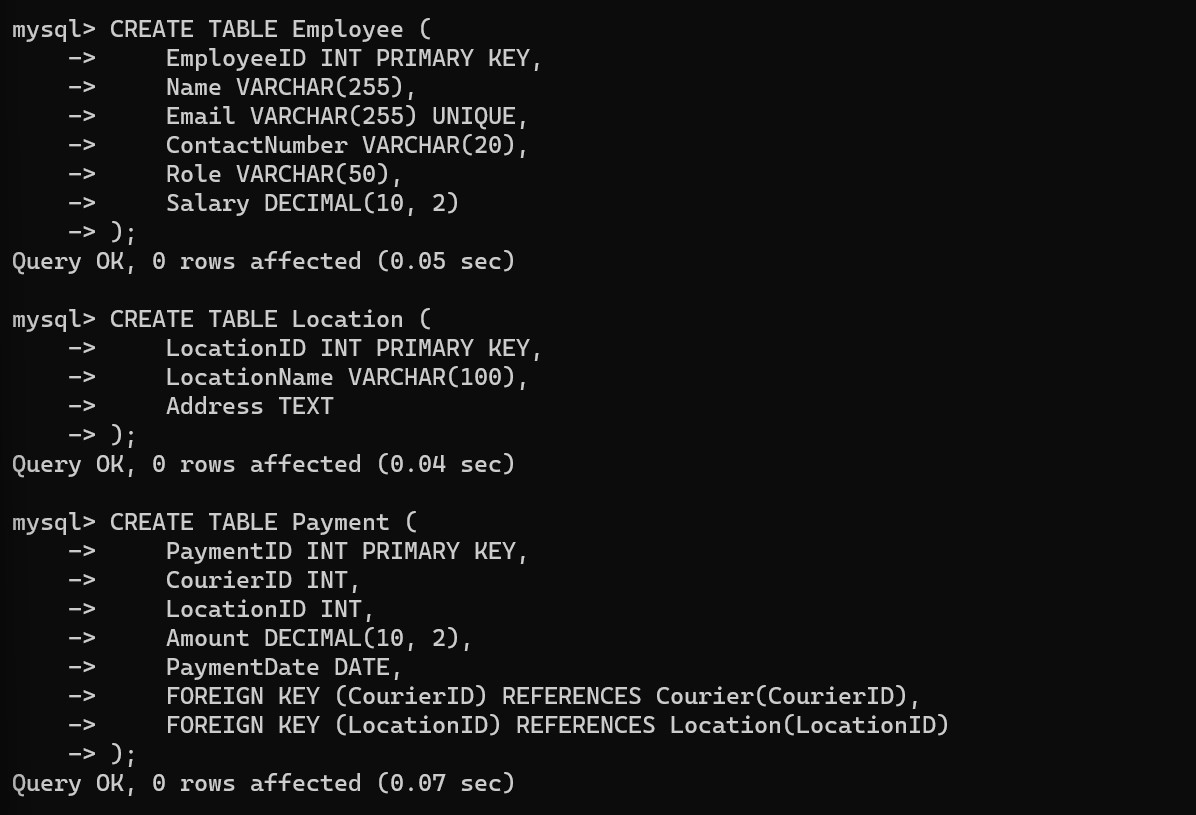 mysql> CREATE TABLE Employee (
    ->     EmployeeID INT PRIMARY KEY,
    ->     Name VARCHAR(255),
    ->     Email VARCHAR(255) UNIQUE,
    ->     ContactNumber VARCHAR(20),
    ->     Role VARCHAR(50),
    ->     Salary DECIMAL(10, 2)
    -> );
Query OK, 0 rows affected (0.05 sec)

mysql> CREATE TABLE Location (
    ->     LocationID INT PRIMARY KEY,
    ->     LocationName VARCHAR(100),
    ->     Address TEXT
    -> );
Query OK, 0 rows affected (0.04 sec)

mysql> CREATE TABLE Payment (
    ->     PaymentID INT PRIMARY KEY,
    ->     CourierID INT,
    ->     LocationID INT,
    ->     Amount DECIMAL(10, 2),
    ->     PaymentDate DATE,
    ->     FOREIGN KEY (CourierID) REFERENCES Courier(CourierID),
    ->     FOREIGN KEY (LocationID) REFERENCES Location(LocationID)
    -> );
Query OK, 0 rows affected (0.07 sec)